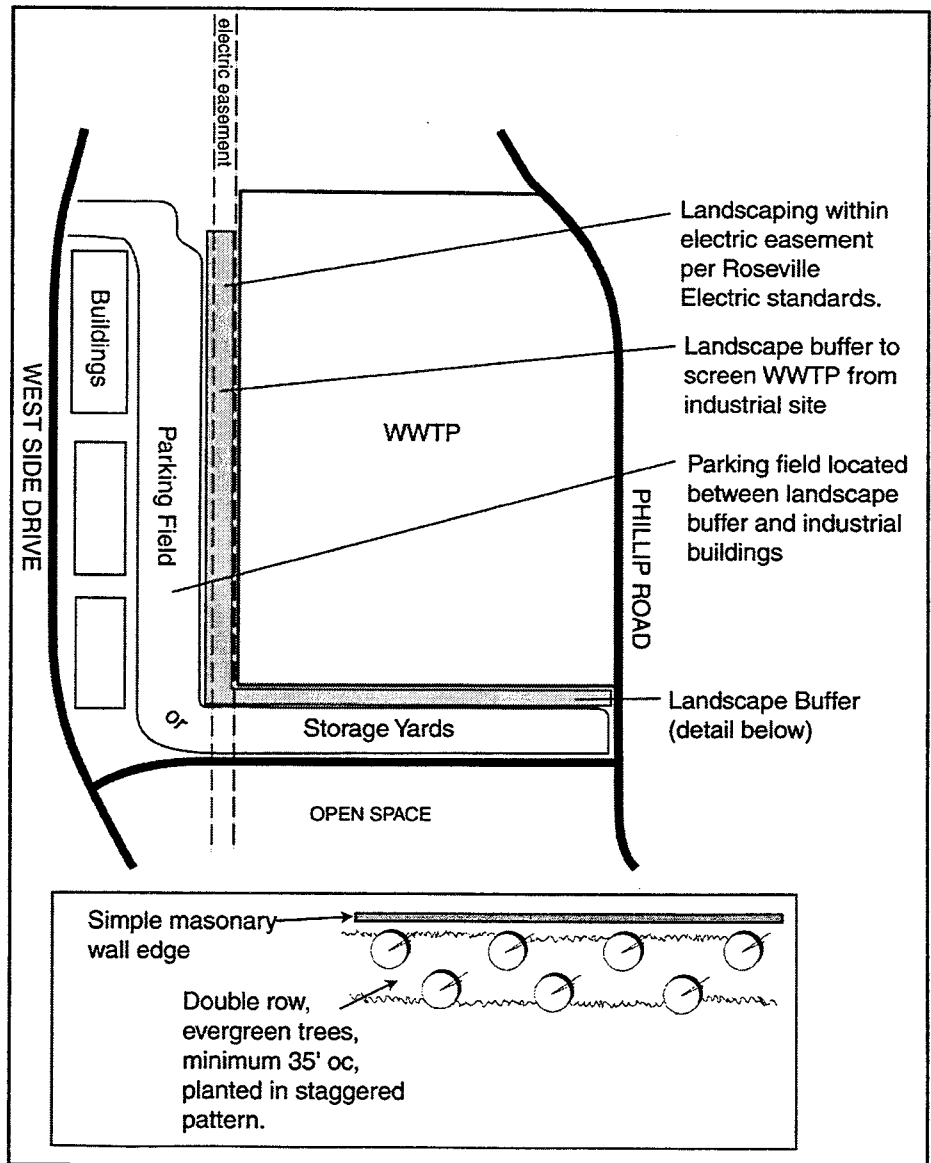 electric easement
Landscaping within
electric easement
per Roseville
Electric standards.
Landscape buffer to
screen WWTP from
industrial site
Parking field located
between landscape
buffer and industrial
buildings
Buildings
WEST SIDE DRIVE
Parking Field
WWTP
PHILLIP ROAD
or
Storage Yards
Landscape Buffer
(detail below)
OPEN SPACE
Simple masonary
wall edge
Double row,
evergreen trees,
minimum 35' oc,
planted in staggered
pattern.